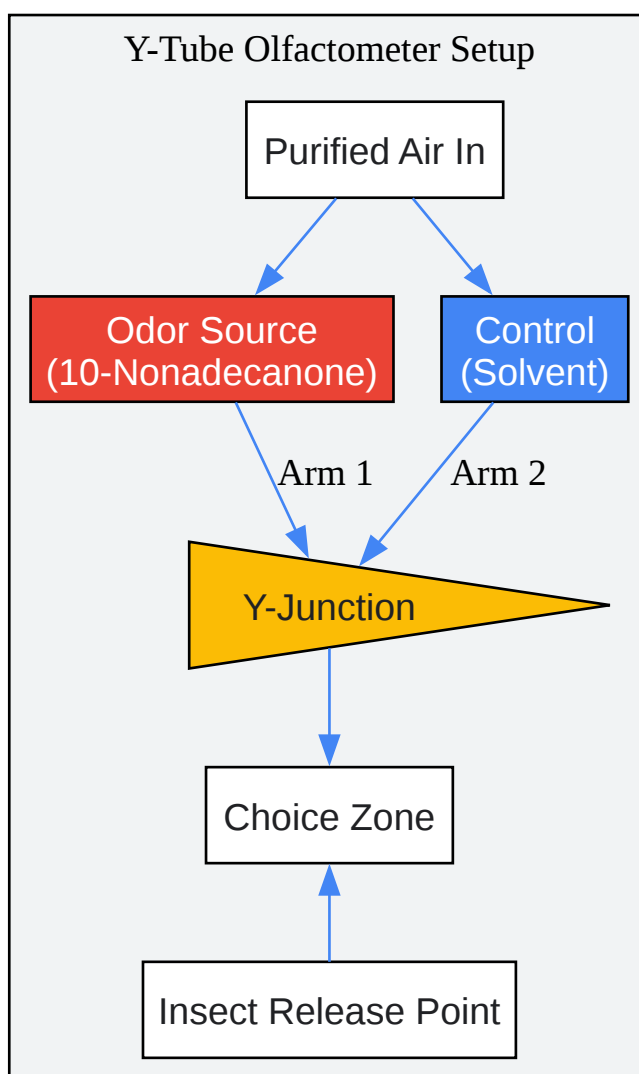 Y-Tube Olfactometer Setup
Purified Air In
Odor Source
(10-Nonadecanone)
Control
(Solvent)
Arm 1
Arm 2
Y-Junction
Choice Zone
Insect Release Point